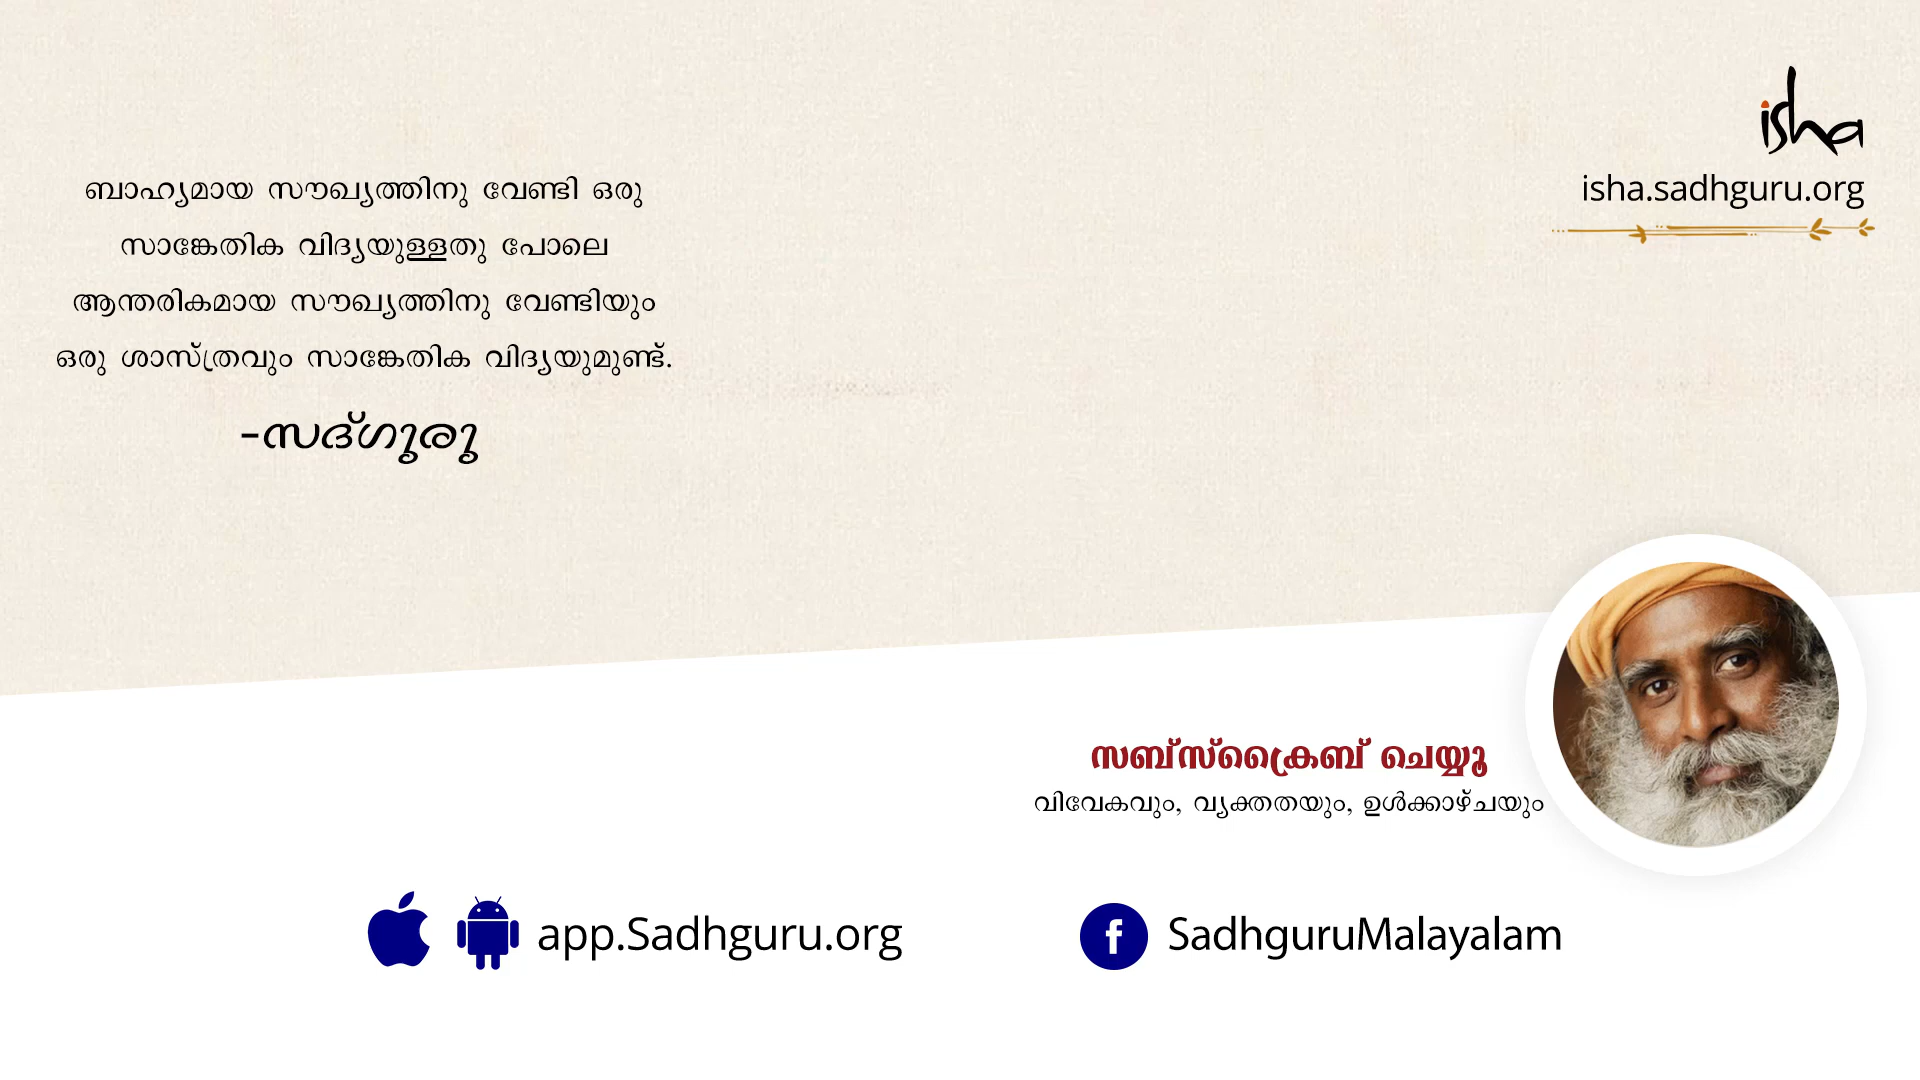 ബാഹ്യമായ സൗഖ്യത്തിനു വേണ്ടി ഒരു
സാങ്കേതിക വിദ്യയുള്ളതു പോലെ
ആന്തരികമായ സൗഖ്യത്തിനു വേണ്ടിയും
ഒരു ശാസ്ത്രവും സാങ്കേതിക വിദ്യയുമുണ്ട്.
-സദ്ഗുരു
isha
isha.sadhguru.org
സബ്സ്ക്രൈബ് ചെയ്യൂ
വിവേകവും, വ്യക്തതയും, ഉൾക്കാഴ്ചയും
app.Sadhguru.org
SadhguruMalayalam